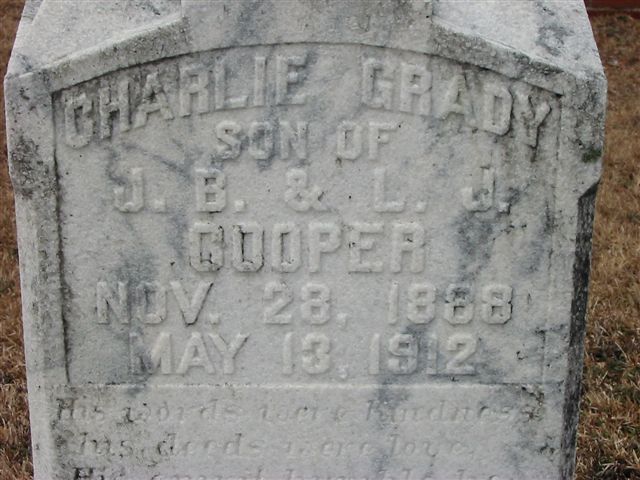 CHARLIE GRADY
SON OF
J. B. & L. J.
COOPER
NOV. 28, 1888
MAY 13, 1912
His words were kindness
his deeds were love,
His